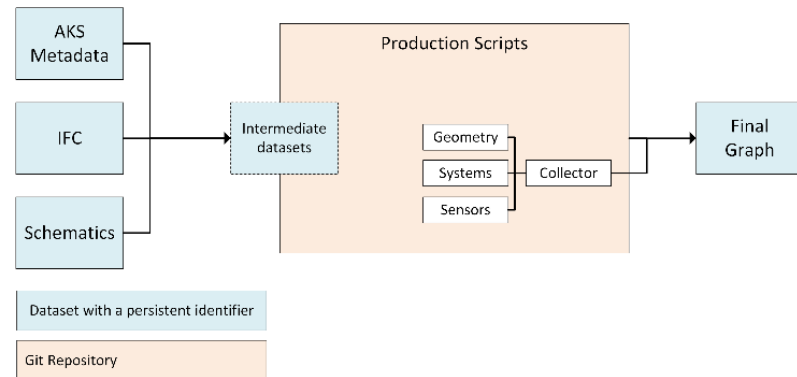 AKS
Metadata
IFC
Schematics
Intermediate
datasets
Production Scripts
Geometry
Systems
Sensors
Collector
Final
Graph
Dataset with a persistent identifier
Git Repository